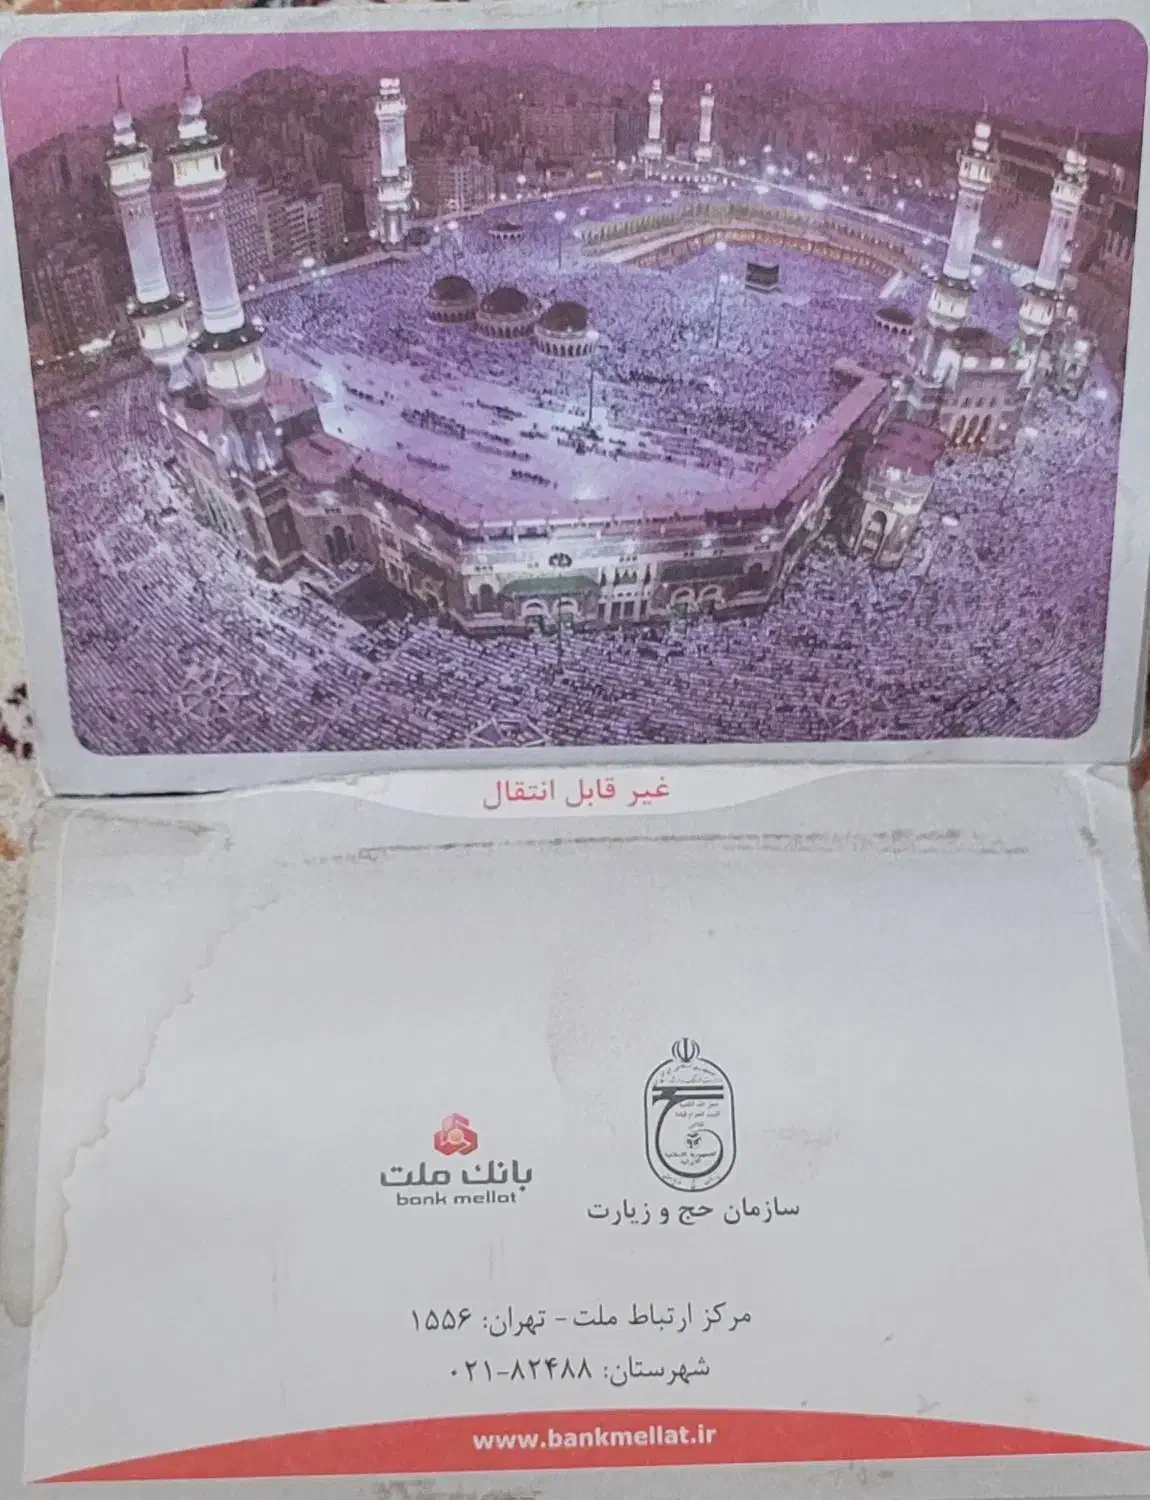 غیر قابل انتقال
بانک ملت
bank mellat
سازمان حج و زیارت
مرکز ارتباط ملت - تهران: ۱۵۵۶
شهرستان: ۸۲۴۸۸-۰۲۱
www.bankmellat.ir